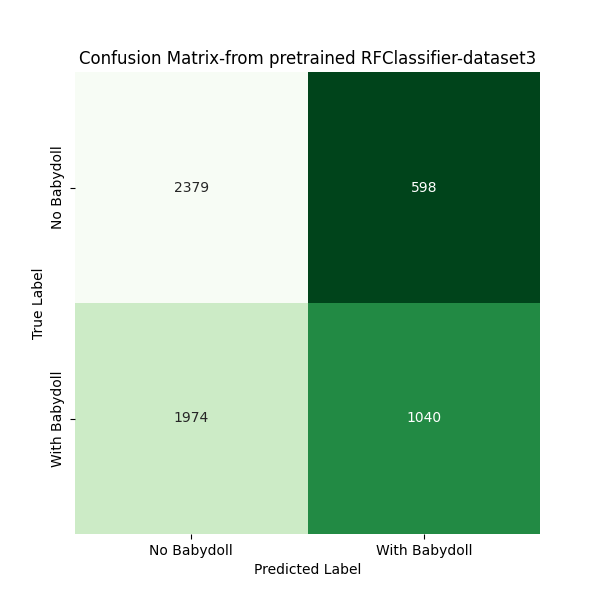 Confusion Matrix-from pretrained RFClassifier-dataset3
No Babydoll
2379
598
True Label
With Babydoll
1974
1040
No Babydoll
With Babydoll
Predicted Label